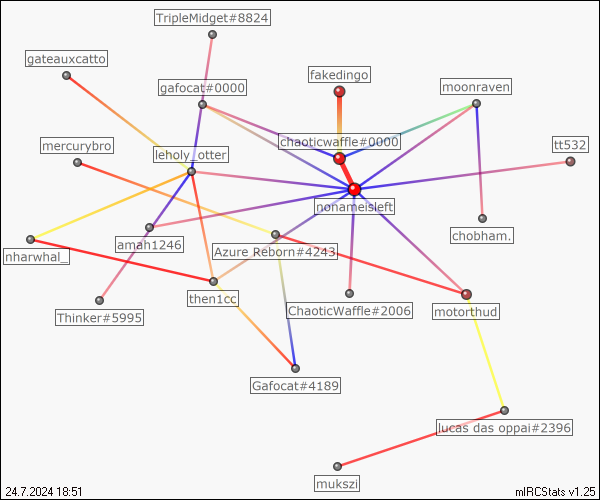 TripleMidget#8824
gateauxcatto
fakedingo
gafocat#0000
moonraven
chaoticwaffle#0000
mercurybro
tt532
leholy_otter
nonameisleft
chobham.
amah1246
nharwhal_
Azure_Reborn#4243
then1cc
ChaoticWaffle#2006
motorthud
Thinker#5995
Gafocat#4189
lucas das oppai#2396
mukszi
24.7.2024 18:51
mIRCStats v1.25